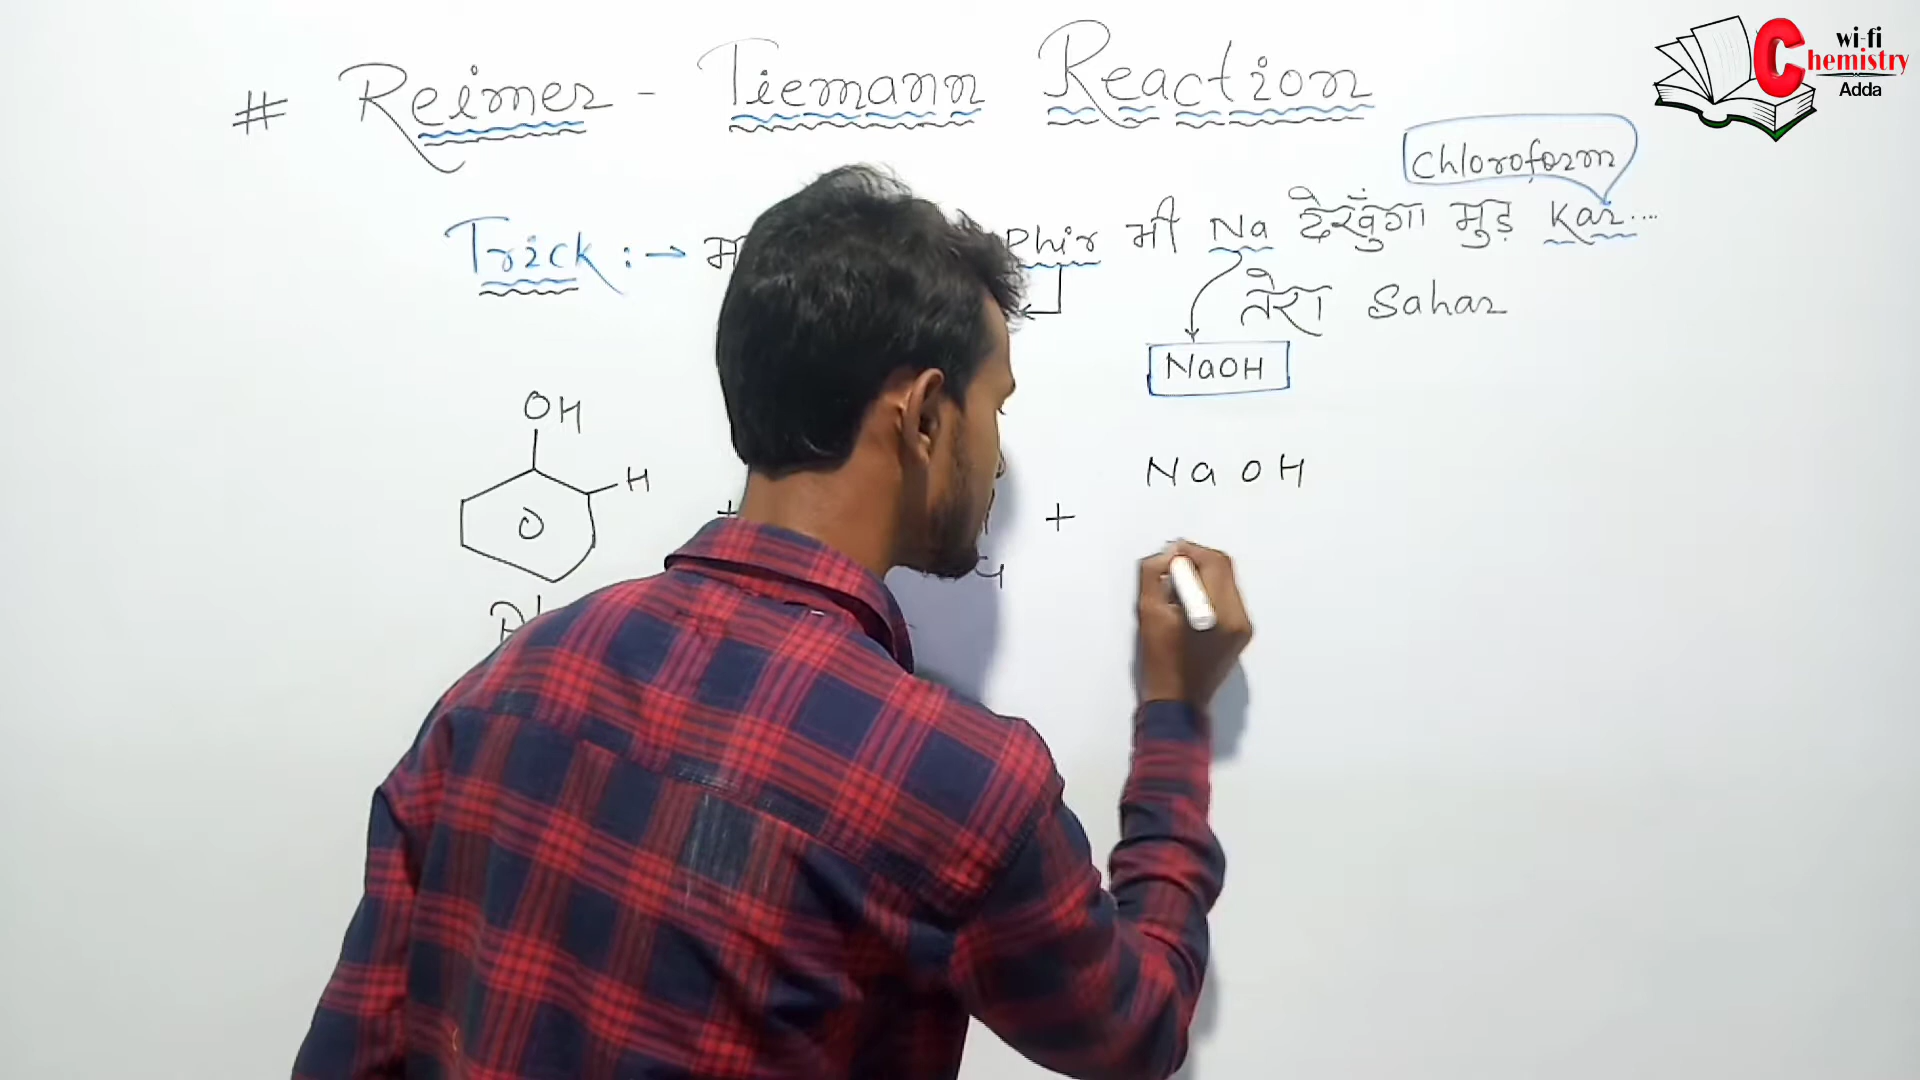 # Reimer - Tiemann Reaction
Chloroform
Trick :→ Phir भी Na देखुँगा मुड़ Kar....
तेरा Sahar
NaOH
OH
H
+ + Na OH
wi-fi
Chemistry
Adda